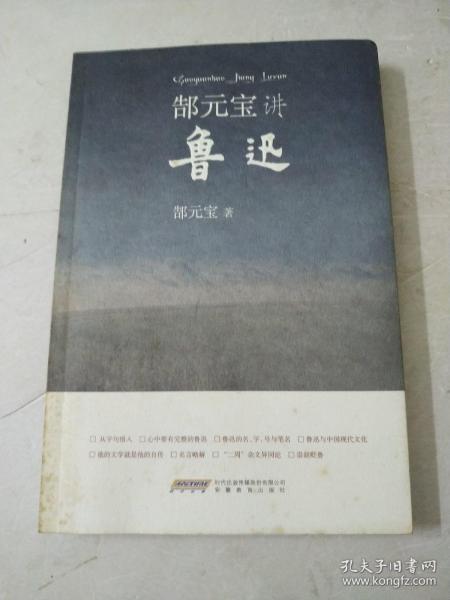 Gaoyuanbao Jiang Luxun
郜元宝 讲
鲁迅
郜元宝 著
□ 从字句细入 □ 心中要有完整的鲁迅 □ 鲁迅的名、字、号与笔名 □ 鲁迅与中国现代文化
□ 他的文学就是他的自传 □ 名言略解 □ “二周”杂文异同论 □ 崇洞贬鲁
时代出版传媒股份有限公司
安徽教育出版社
孔夫子旧书网
www.kongfz.com